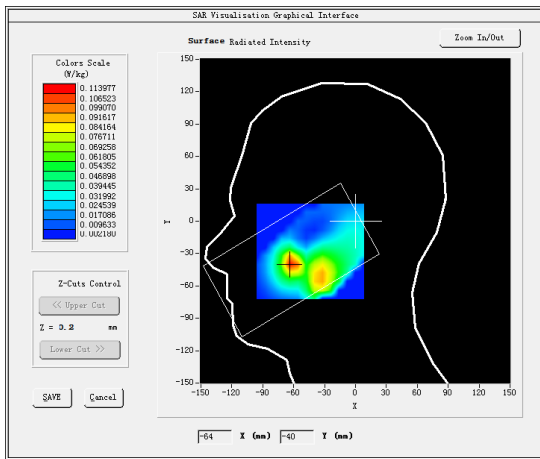 SAR Visualisation Graphical Interface
Surface Radiated Intensity
Zoom In/Out
Colors Scale
(W/kg)
0.113977
0.106523
0.099070
0.091617
0.084164
0.076711
0.069258
0.061805
0.054352
0.046898
0.039445
0.031992
0.024539
0.017086
0.009633
0.002180
Z-Cuts Control
<< Upper Cut
Z = 0.2 mm
Lower Cut >>
SAVE
Cancel
150
120
90
60
30
0
-30
-60
-90
-120
-150
Y
-150 -120 -90 -60 -30 0 30 60 90 120 150
X
-64 X (mm) -40 Y (mm)